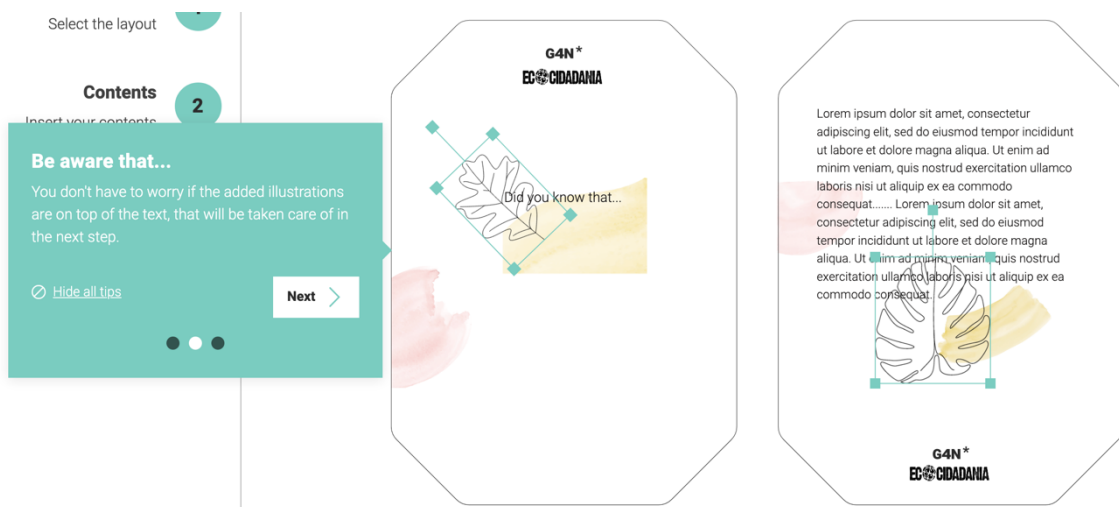 Select the layout
Contents
2
Insert your contents
Be aware that...
You don't have to worry if the added illustrations
are on top of the text, that will be taken care of in
the next step.
Hide all tips
Next
G4N*
ECOCIDADANIA
Did you know that...
Lorem ipsum dolor sit amet, consectetur
adipiscing elit, sed do eiusmod tempor incididunt
ut labore et dolore magna aliqua. Ut enim ad
minim veniam, quis nostrud exercitation ullamco
laboris nisi ut aliquip ex ea commodo
consequat....... Lorem ipsum dolor sit amet,
consectetur adipiscing elit, sed do eiusmod
tempor incididunt ut labore et dolore magna
aliqua. Ut enim ad minim veniam, quis nostrud
exercitation ullamco laboris nisi ut aliquip ex ea
commodo consequat.
G4N*
ECOCIDADANIA